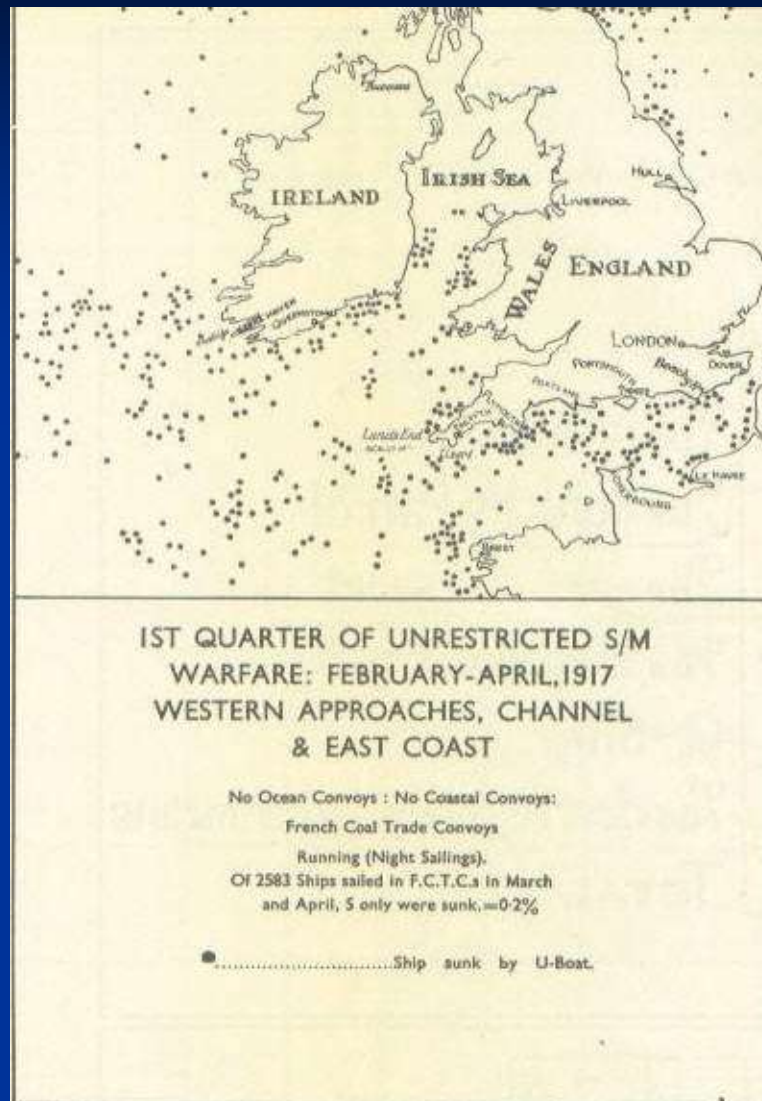 IRELAND
IRISH SEA
HULL
LIVERPOOL
WALES
ENGLAND
QUEENSTOWN
LONDON
DOVER
PORTSMOUTH
PORTLAND
Land's End
Lizard
LE HAVRE
CHERBOURG
BREST
1ST QUARTER OF UNRESTRICTED S/M
WARFARE: FEBRUARY-APRIL, 1917
WESTERN APPROACHES, CHANNEL
& EAST COAST
No Ocean Convoys : No Coastal Convoys:
French Coal Trade Convoys
Running (Night Sailings).
Of 2583 Ships sailed in F.C.T.C.s in March
and April, 5 only were sunk,=0·2%
Ship sunk by U-Boat.